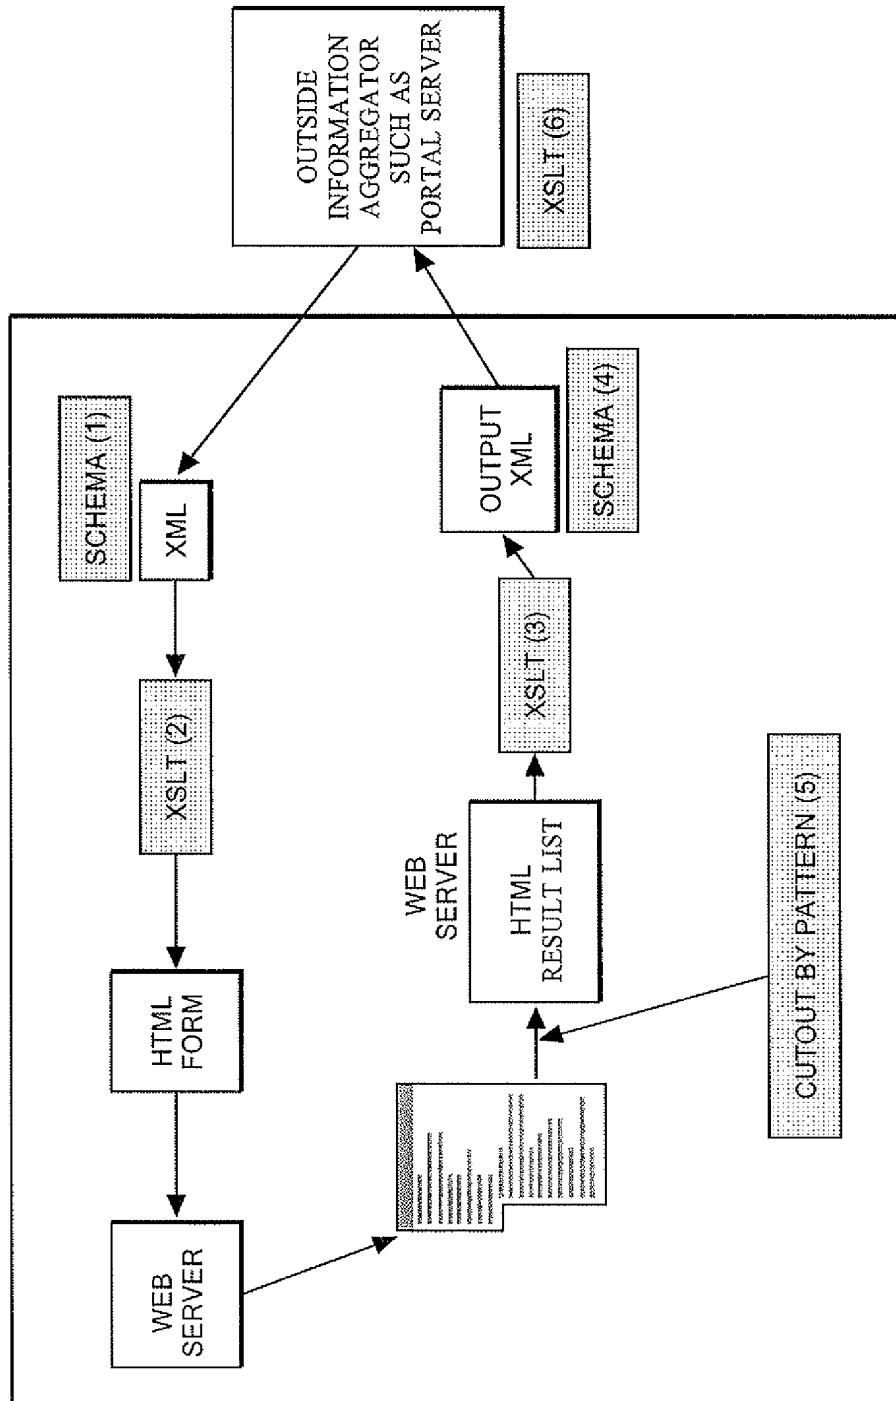 WEB
SERVER
HTML
FORM
XSLT (2)
SCHEMA (1)
XML
OUTSIDE
INFORMATION
AGGREGATOR
SUCH AS
PORTAL SERVER
XSLT (6)
WEB
SERVER
HTML
RESULT LIST
XSLT (3)
OUTPUT
XML
SCHEMA (4)
CUTOUT BY PATTERN (5)